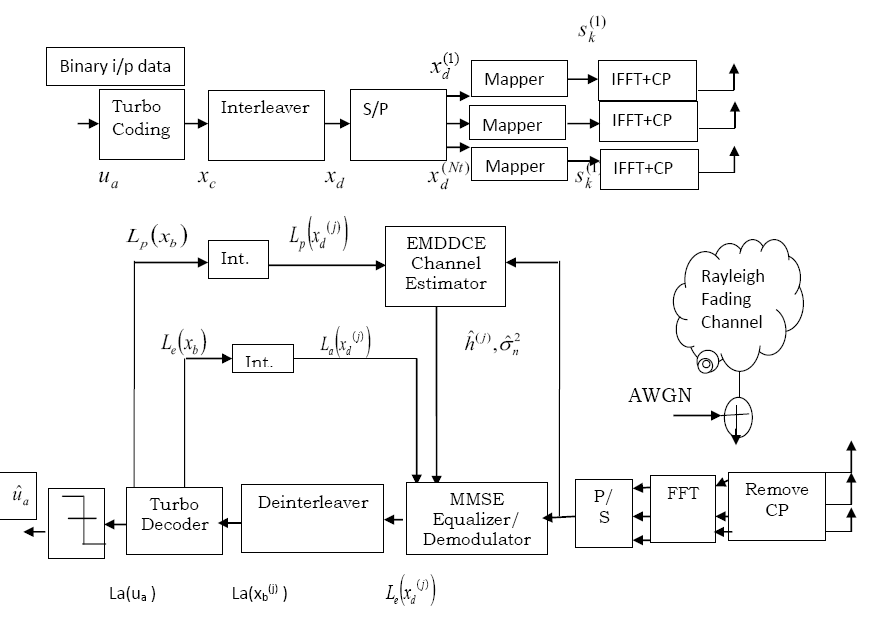 s_k^{(1)}
Binary i/p data
x_d^{(1)}
Mapper
IFFT+CP
Turbo
Coding
Interleaver
S/P
Mapper
IFFT+CP
Mapper
IFFT+CP
u_a
x_c
x_d
x_d^{(Nt)}
s_k^{(1
L_p(x_b)
Int.
L_p(x_d^{(j)})
EMDDCE
Channel
Estimator
Rayleigh
Fading
Channel
L_e(x_b)
Int.
L_a(x_d^{(j)})
ĥ^{(j)}, σ̂_n^2
AWGN
û_a
Turbo
Decoder
Deinterleaver
MMSE
Equalizer/
Demodulator
P/
S
FFT
Remove
CP
La(u_a )
La(x_b^{(j)} )
L_e(x_d^{(j)})